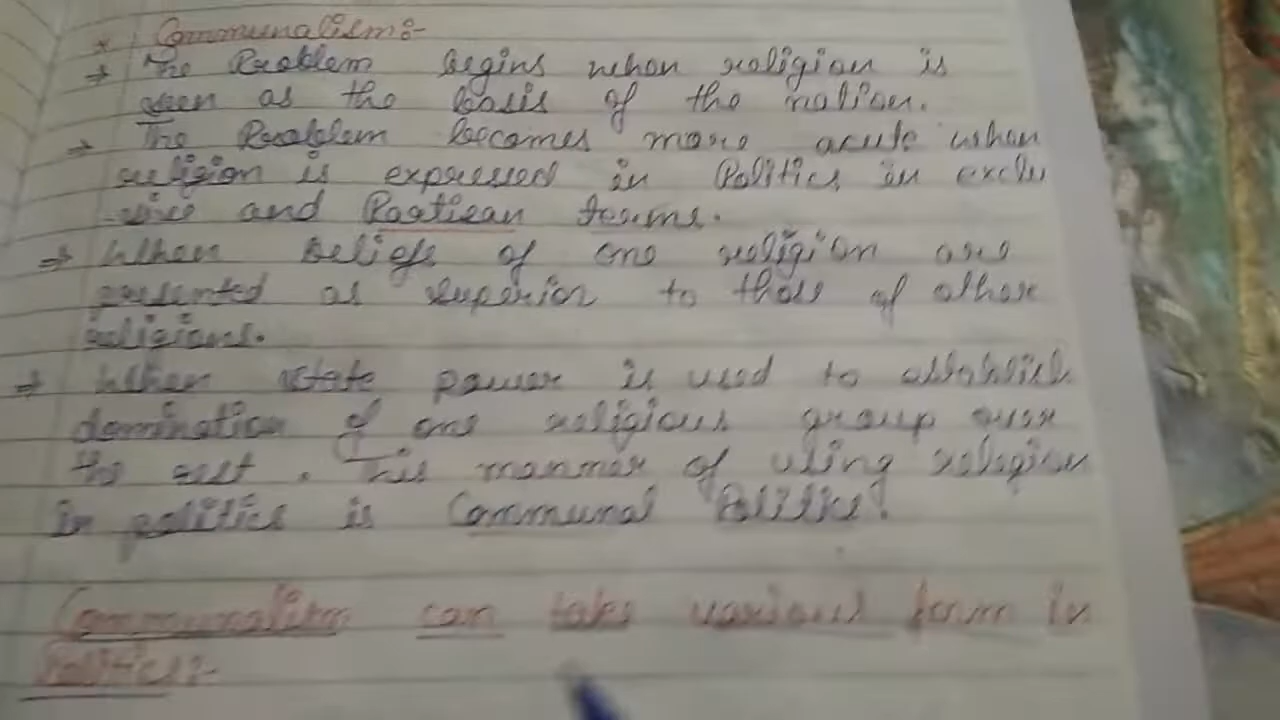 * Communalism:-
→ The Problem begins when religion is
seen as the basis of the nation.
→ The Problem becomes more acute when
religion is expressed in Politics in exclu
-sive and Partisan terms.
→ When beliefs of one religion are
presented as superior to those of other
religions.
→ When state power is used to establish
domination of one religious group over
the rest. This manner of using religion
in politics is Communal Politics.
Communalism can take various form in
Politics:-